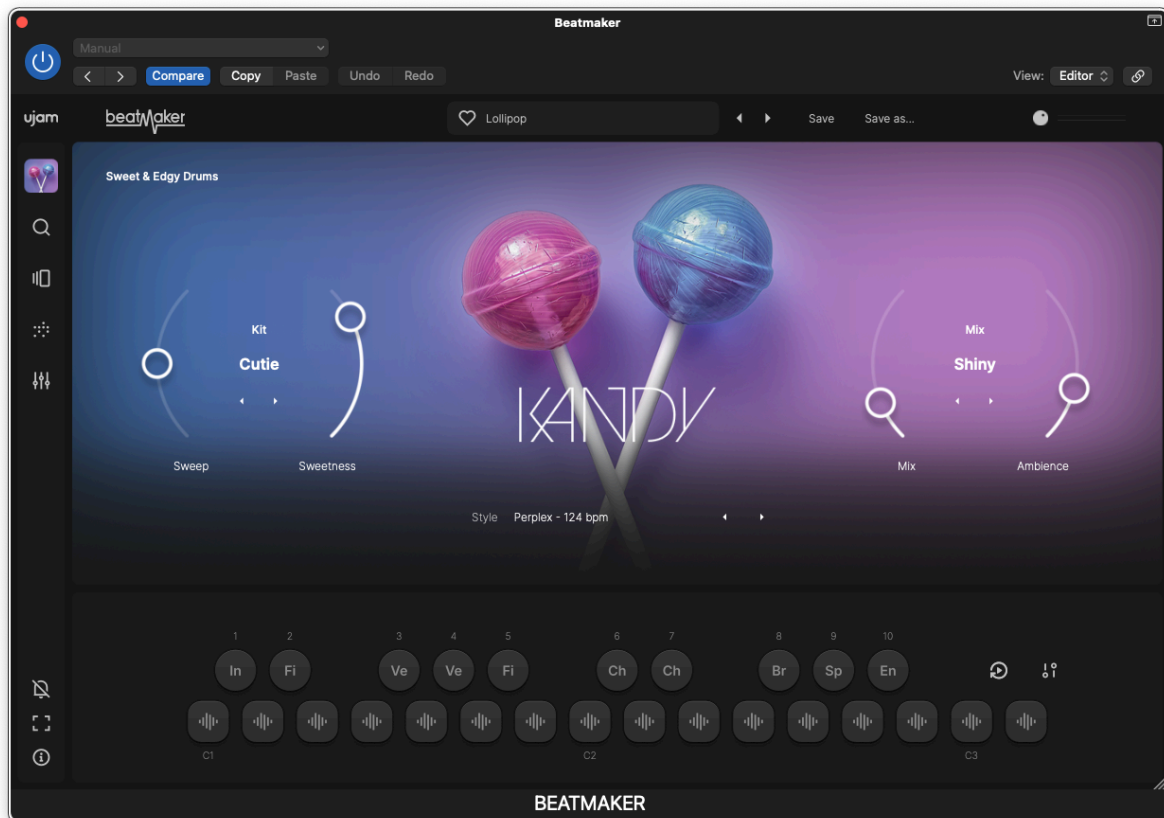 Beatmaker
Manual
Compare Copy Paste Undo Redo View: Editor
ujam beatMaker Lollipop Save Save as...
Sweet & Edgy Drums
Kit Mix
Cutie Shiny
KANDY
Sweep Sweetness Mix Ambience
Style Perplex - 124 bpm
1 2 3 4 5 6 7 8 9 10
In Fi Ve Ve Fi Ch Ch Br Sp En
C1 C2 C3
BEATMAKER